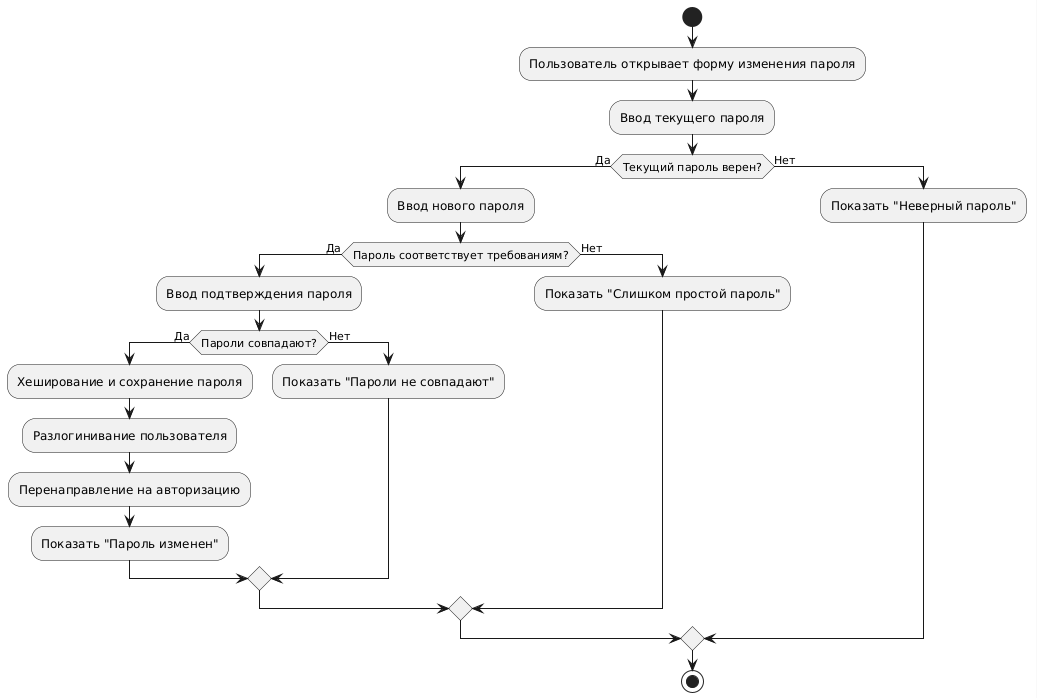 Пользователь открывает форму изменения пароля
Ввод текущего пароля
Да
Текущий пароль верен?
Нет
Ввод нового пароля
Показать "Неверный пароль"
Да
Пароль соответствует требованиям?
Нет
Ввод подтверждения пароля
Показать "Слишком простой пароль"
Да
Пароли совпадают?
Нет
Хеширование и сохранение пароля
Показать "Пароли не совпадают"
Разлогинивание пользователя
Перенаправление на авторизацию
Показать "Пароль изменен"